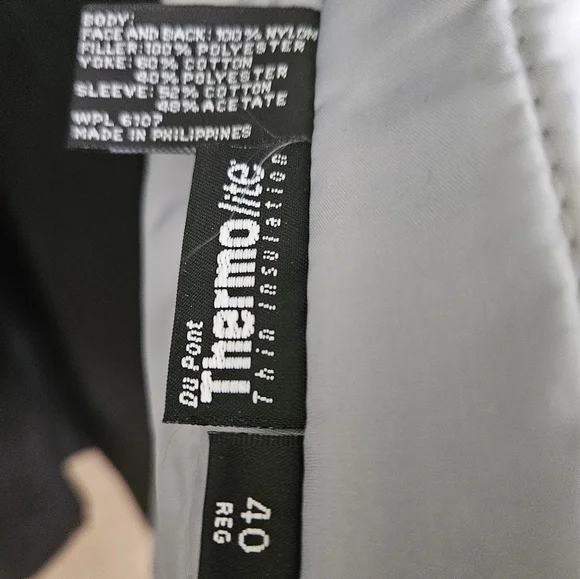 BODY:
FACE AND BACK: 100% NYLON
FILLER: 100% POLYESTER
YOKE: 60% COTTON
40% POLYESTER
SLEEVE: 52% COTTON
48% ACETATE
WPL 6107
MADE IN PHILIPPINES
Du Pont
Thermolite
Thin Insulation
40
REG